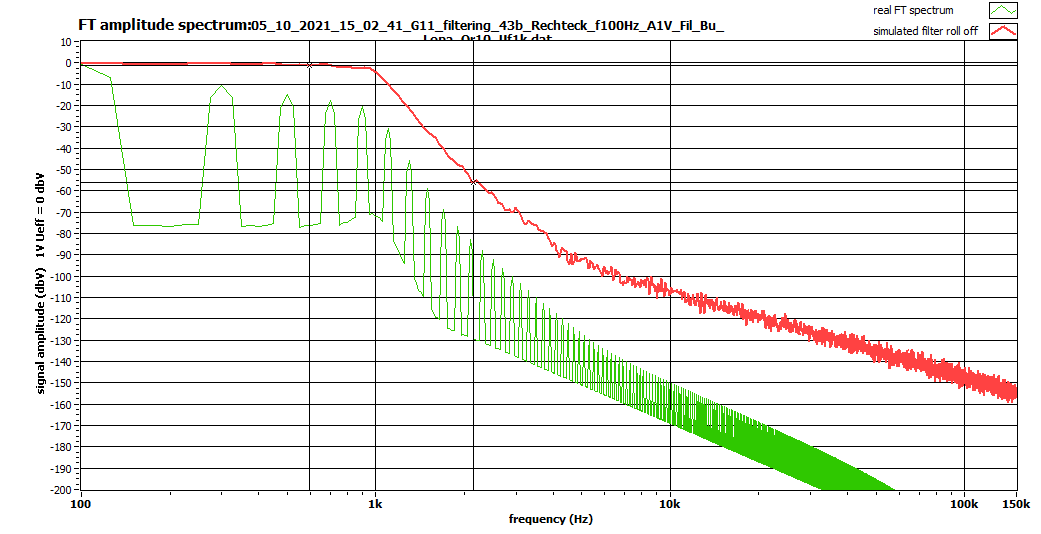 real FT spectrum
FT amplitude spectrum:05_10_2021_15_02_41_G11_filtering_43b_Rechteck_f100Hz_A1V_Fil_Bu_
simulated filter roll off
10
0
-10
-20
-30
-40
-50
-60
-70
-80
-90
-100
-110
-120
-130
-140
-150
-160
-170
-180
-190
-200
signal amplitude (dbV) 1V Ueff = 0 dbV
100
1k
10k
100k
150k
frequency (Hz)